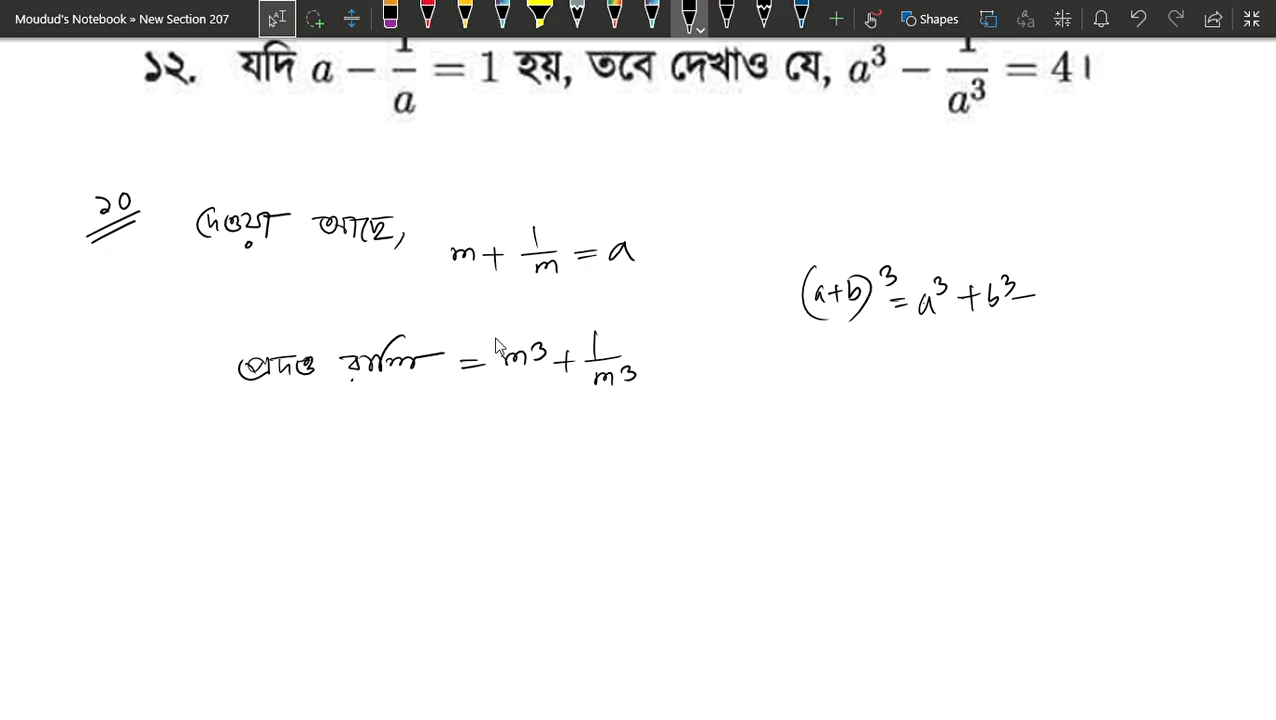 Moudud's Notebook » New Section 207
Shapes
১২. যদি a − 1/a = 1 হয়, তবে দেখাও যে, a³ − 1/a³ = 4।
১০ দেওয়া আছে, m + 1/m = a
(a+b)³ = a³ + b³
প্রদত্ত রাশি = m³ + 1/m³